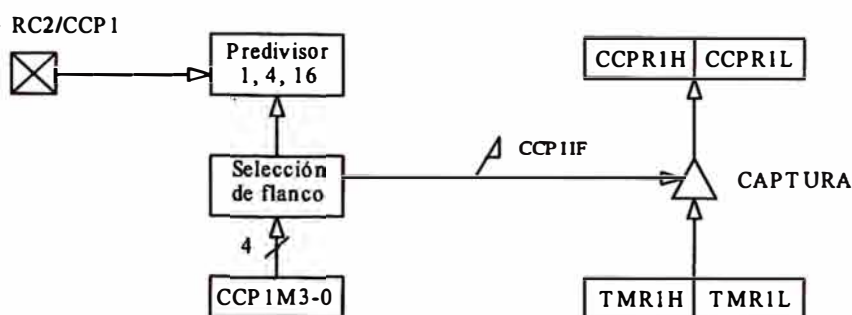 RC2/CCP1
Predivisor
1, 4, 16
CCPR1H CCPR1L
CCP1IF
Selección
de flanco
CAPTURA
4
CCP1M3-0
TMR1H TMR1L